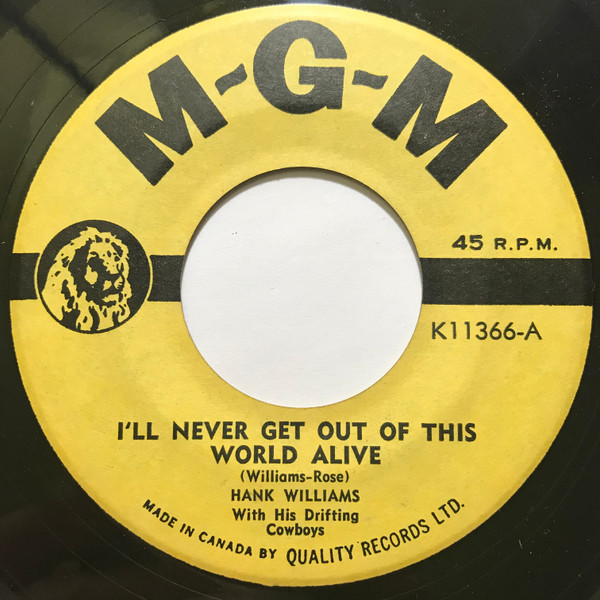 M-G-M
45 R.P.M.
K11366-A
I'LL NEVER GET OUT OF THIS
WORLD ALIVE
(Williams-Rose)
HANK WILLIAMS
With His Drifting
Cowboys
MADE IN CANADA BY QUALITY RECORDS LTD.